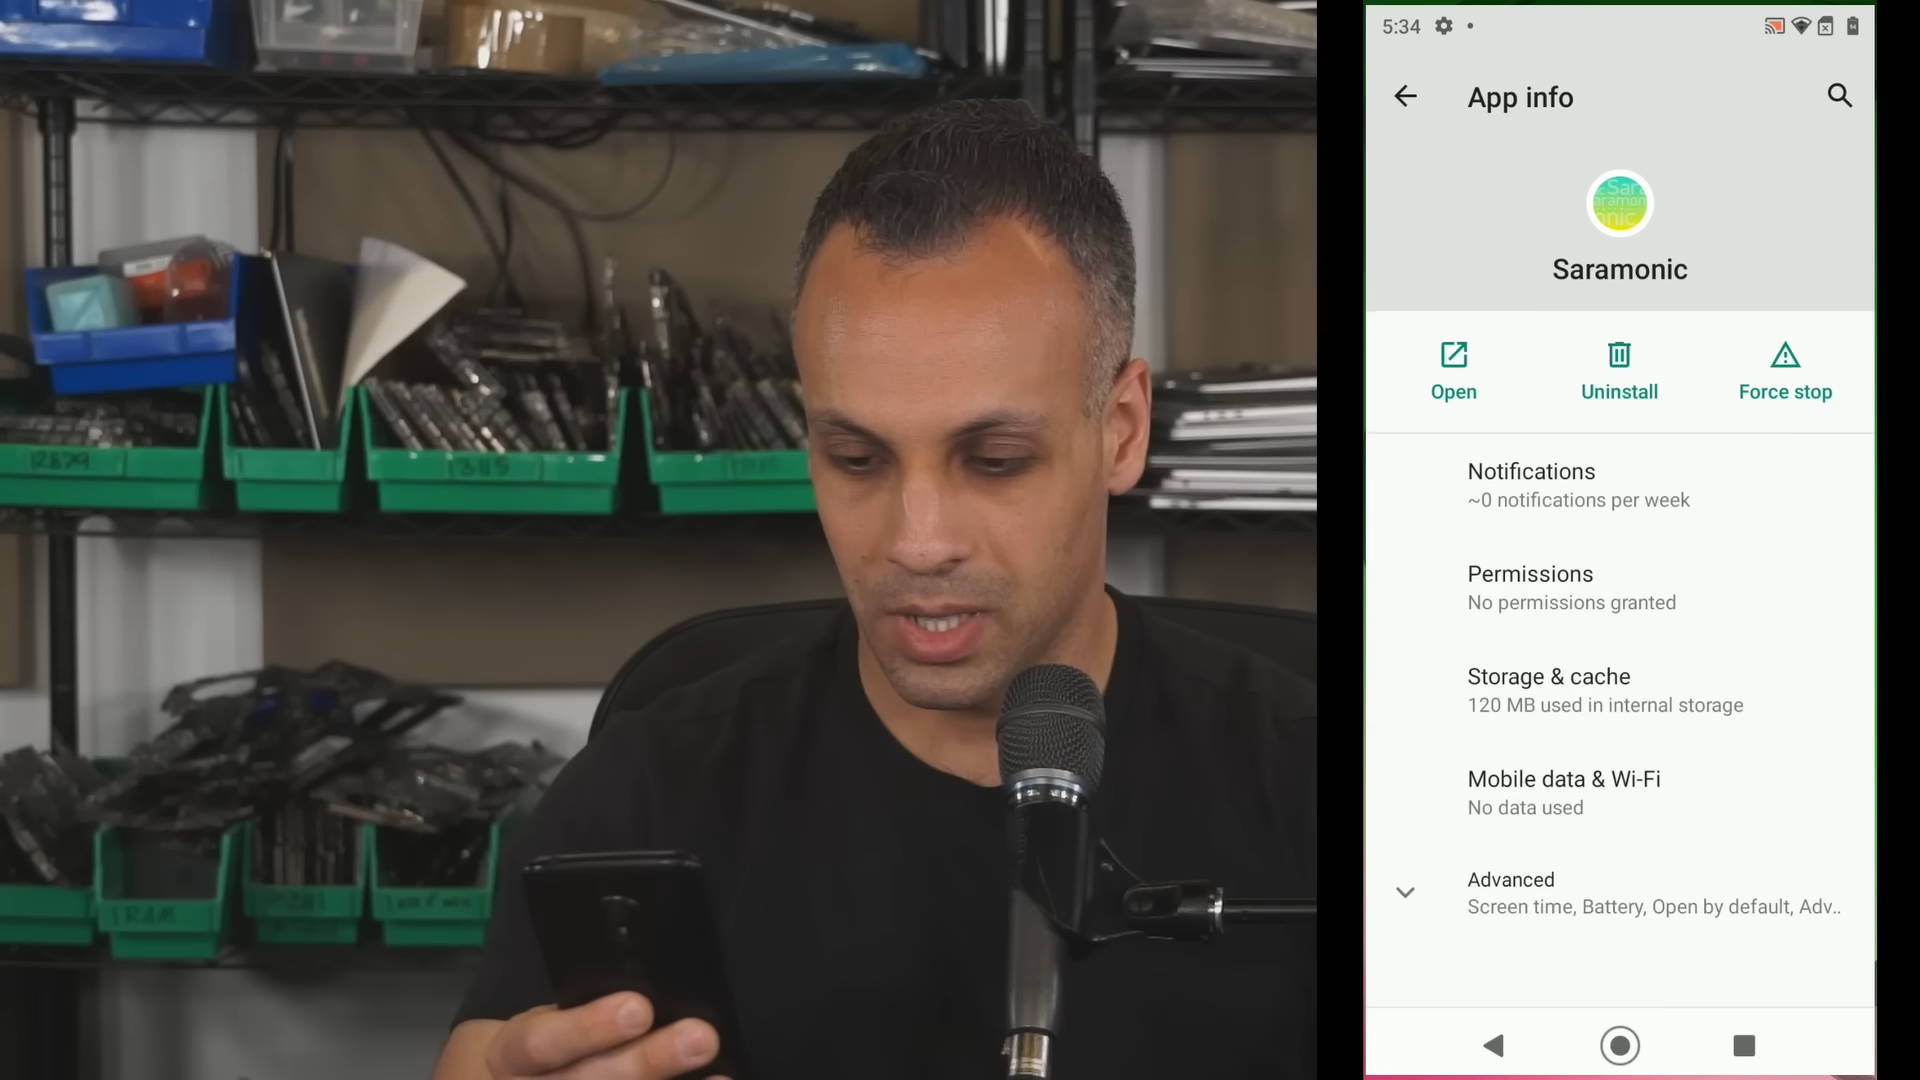 5:34
App info
Saramonic
Open
Uninstall
Force stop
Notifications
~0 notifications per week
Permissions
No permissions granted
Storage & cache
120 MB used in internal storage
Mobile data & Wi-Fi
No data used
Advanced
Screen time, Battery, Open by default, Adv..
13115